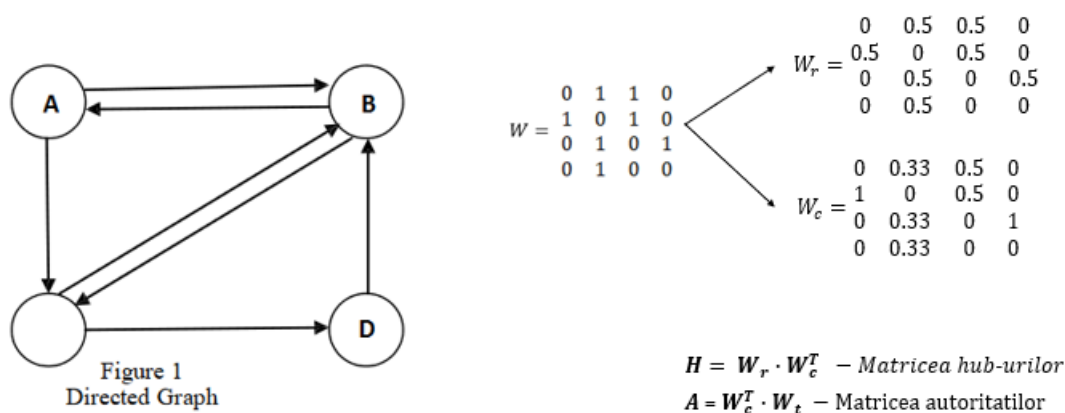 A
B
D
Figure 1
Directed Graph
W =
0 1 1 0
1 0 1 0
0 1 0 1
0 1 0 0
W_r =
0 0.5 0.5 0
0.5 0 0.5 0
0 0.5 0 0.5
0 0.5 0 0
W_c =
0 0.33 0.5 0
1 0 0.5 0
0 0.33 0 1
0 0.33 0 0
H = W_r · W_c^T – Matricea hub-urilor
A = W_c^T · W_t – Matricea autoritatilor